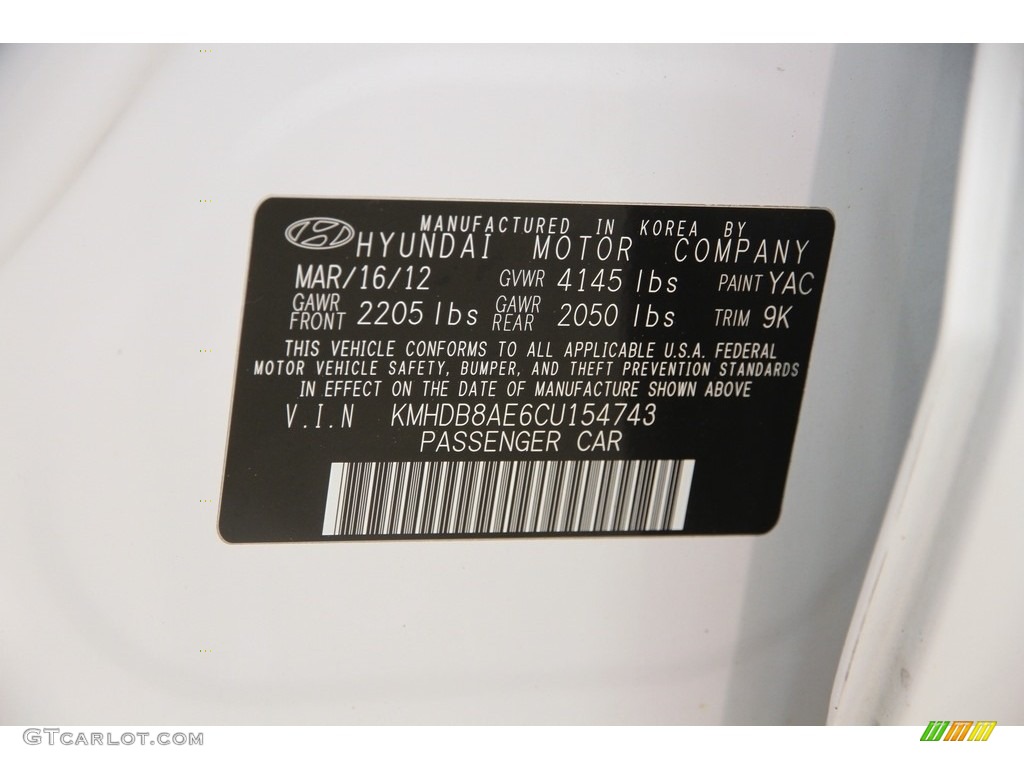 MANUFACTURED IN KOREA BY
HYUNDAI MOTOR COMPANY
MAR/16/12 GVWR 4145 lbs PAINT YAC
GAWR FRONT 2205 lbs GAWR REAR 2050 lbs TRIM 9K
THIS VEHICLE CONFORMS TO ALL APPLICABLE U.S.A. FEDERAL
MOTOR VEHICLE SAFETY, BUMPER, AND THEFT PREVENTION STANDARDS
IN EFFECT ON THE DATE OF MANUFACTURE SHOWN ABOVE
V.I.N KMHDB8AE6CU154743
PASSENGER CAR
GTCARLOT.COM